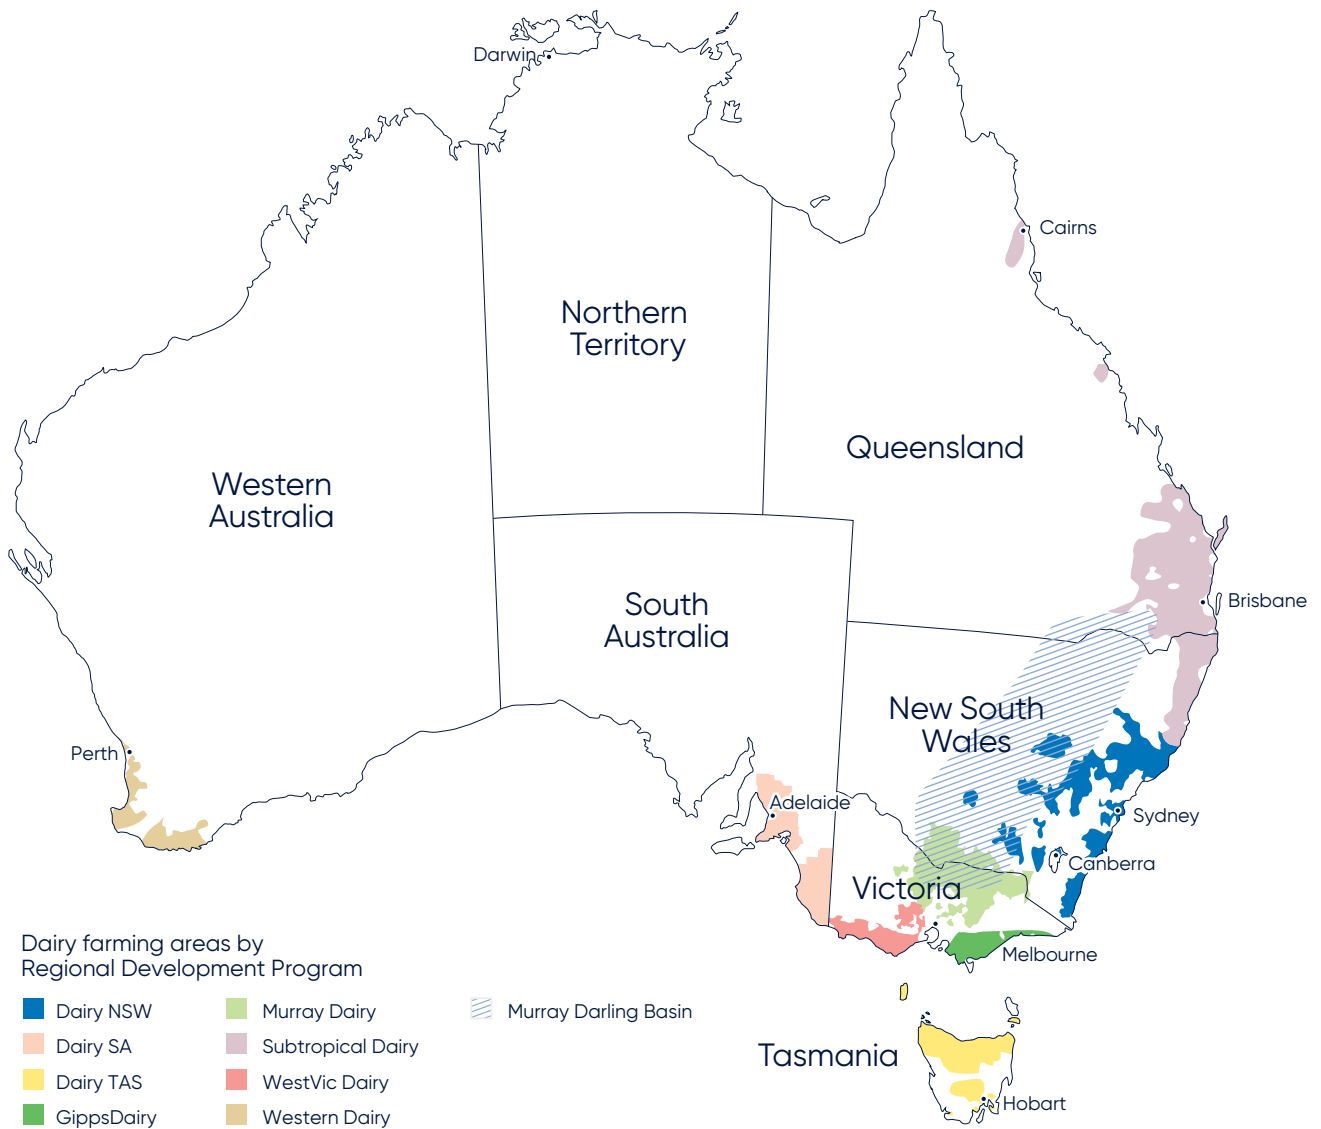 Darwin
Cairns
Northern
Territory
Queensland
Western
Australia
South
Australia
Brisbane
New South
Wales
Perth
Adelaide
Sydney
Canberra
Victoria
Melbourne
Dairy farming areas by
Regional Development Program
Dairy NSW
Murray Dairy
Murray Darling Basin
Dairy SA
Subtropical Dairy
Dairy TAS
WestVic Dairy
GippsDairy
Western Dairy
Tasmania
Hobart